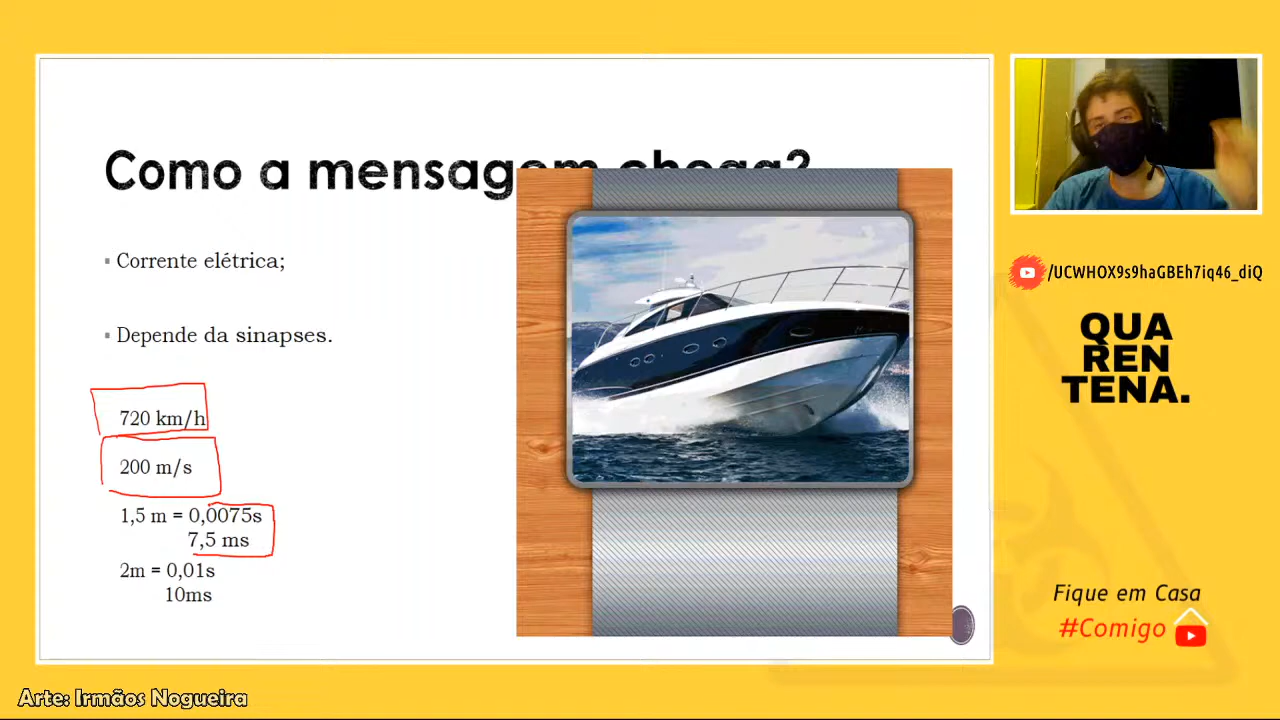 Como a mensagem chega?
Corrente elétrica;
Depende da sinapses.
720 km/h
200 m/s
1,5 m = 0,0075s
7,5 ms
2m = 0,01s
10ms
/UCWHOX9s9haGBEh7iq46_diQ
QUA
REN
TENA.
Fique em Casa
#Comigo
Arte: Irmãos Nogueira